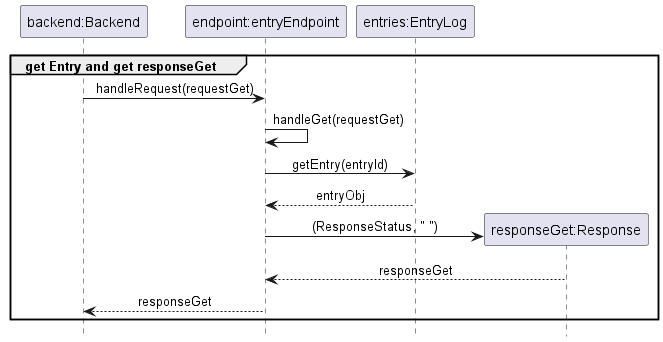 backend:Backend
endpoint:entryEndpoint
entries:EntryLog
get Entry and get responseGet
handleRequest(requestGet)
handleGet(requestGet)
getEntry(entryId)
entryObj
(ResponseStatus, " ")
responseGet:Response
responseGet
responseGet